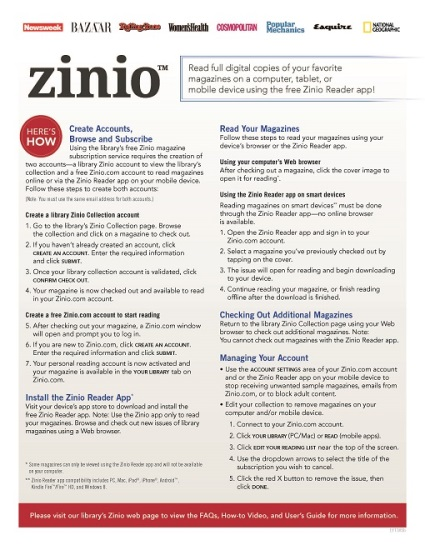 Newsweek BAZAAR RollingStone Women'sHealth COSMOPOLITAN Popular Mechanics Esquire NATIONAL GEOGRAPHIC
zinio™
Read full digital copies of your favorite
magazines on a computer, tablet, or
mobile device using the free Zinio Reader app!
HERE'S
HOW
Create Accounts,
Browse and Subscribe
Using the library's free Zinio magazine
subscription service requires the creation of
two accounts—a library Zinio account to view the library's
collection and a free Zinio.com account to read magazines
online or via the Zinio Reader app on your mobile device.
Follow these steps to create both accounts:
(Note: You must use the same email address for both accounts.)
Create a library Zinio Collection account
1. Go to the library's Zinio Collection page. Browse
the collection and click on a magazine to check out.
2. If you haven't already created an account, click
CREATE AN ACCOUNT. Enter the required information
and click SUBMIT.
3. Once your library collection account is validated, click
CONFIRM CHECK OUT.
4. Your magazine is now checked out and available to read
in your Zinio.com account.
Create a free Zinio.com account to start reading
5. After checking out your magazine, a Zinio.com window
will open and prompt you to log in.
6. If you are new to Zinio.com, click CREATE AN ACCOUNT.
Enter the required information and click SUBMIT.
7. Your personal reading account is now activated and
your magazine is available in the YOUR LIBRARY tab on
Zinio.com.
Install the Zinio Reader App*
Visit your device's app store to download and install the
free Zinio Reader app. Note: Use the Zinio app only to read
your magazines. Browse and check out new issues of library
magazines using a Web browser.
* Some magazines can only be viewed using the Zinio Reader app and will not be available
on your computer.
** Zinio Reader app compatibility includes PC, Mac, iPad®, iPhone®, Android™,
Kindle Fire™/Fire™ HD, and Windows 8.
Read Your Magazines
Follow these steps to read your magazines using your
device's browser or the Zinio Reader app.
Using your computer's Web browser
After checking out a magazine, click the cover image to
open it for reading*.
Using the Zinio Reader app on smart devices
Reading magazines on smart devices** must be done
through the Zinio Reader app—no online browser
is available.
1. Open the Zinio Reader app and sign in to your
Zinio.com account.
2. Select a magazine you've previously checked out by
tapping on the cover.
3. The issue will open for reading and begin downloading
to your device.
4. Continue reading your magazine, or finish reading
offline after the download is finished.
Checking Out Additional Magazines
Return to the library Zinio Collection page using your Web
browser to check out additional magazines. Note:
You cannot check out magazines with the Zinio Reader app.
Managing Your Account
• Use the ACCOUNT SETTINGS area of your Zinio.com account
and or the Zinio Reader app on your mobile device to
stop receiving unwanted sample magazines, emails from
Zinio.com, or to block adult content.
• Edit your collection to remove magazines on your
computer and/or mobile device.
1. Connect to your Zinio.com account.
2. Click YOUR LIBRARY (PC/Mac) or READ (mobile apps).
3. Click EDIT YOUR READING LIST near the top of the screen.
4. Use the dropdown arrows to select the title of the
subscription you wish to cancel.
5. Click the red X button to remove the issue, then
click DONE.
Please visit our library's Zinio web page to view the FAQs, How-to Video, and User's Guide for more information.